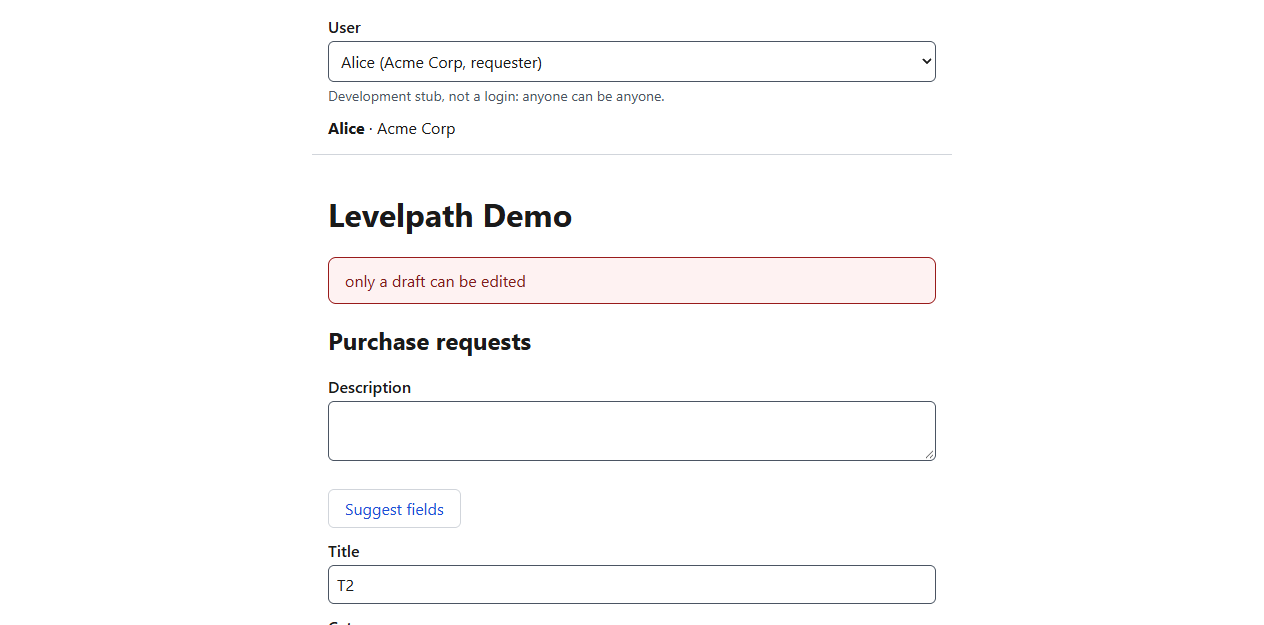 User
Alice (Acme Corp, requester)
Development stub, not a login: anyone can be anyone.
Alice · Acme Corp
Levelpath Demo
only a draft can be edited
Purchase requests
Description
Suggest fields
Title
T2